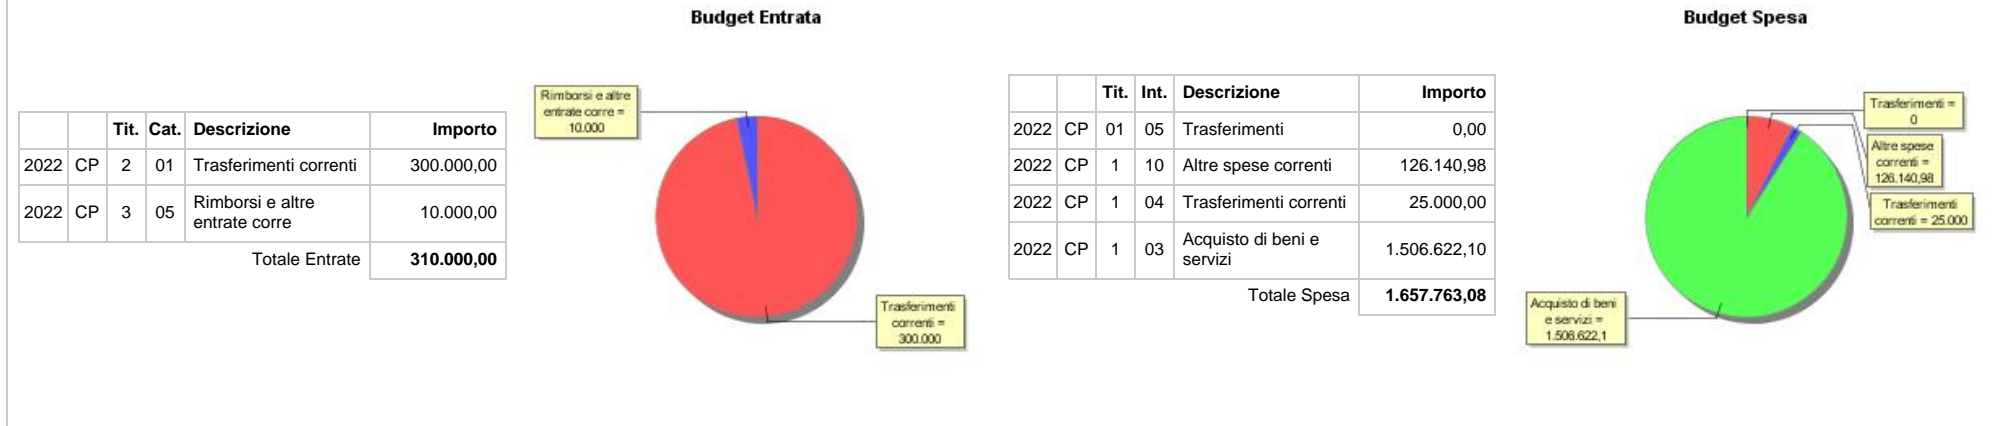 Budget Entrata
Tit. Cat. Descrizione Importo
2022 CP 2 01 Trasferimenti correnti 300.000,00
2022 CP 3 05 Rimborsi e altre
entrate corre 10.000,00
Totale Entrate 310.000,00
Rimborsi e altre
entrate corre =
10.000
Trasferimenti
correnti =
300.000
Budget Spesa
Tit. Int. Descrizione Importo
2022 CP 01 05 Trasferimenti 0,00
2022 CP 1 10 Altre spese correnti 126.140,98
2022 CP 1 04 Trasferimenti correnti 25.000,00
2022 CP 1 03 Acquisto di beni e
servizi 1.506.622,10
Totale Spesa 1.657.763,08
Trasferimenti =
0
Altre spese
correnti =
126.140,98
Trasferimenti
correnti = 25.000
Acquisto di beni
e servizi =
1.506.622,1